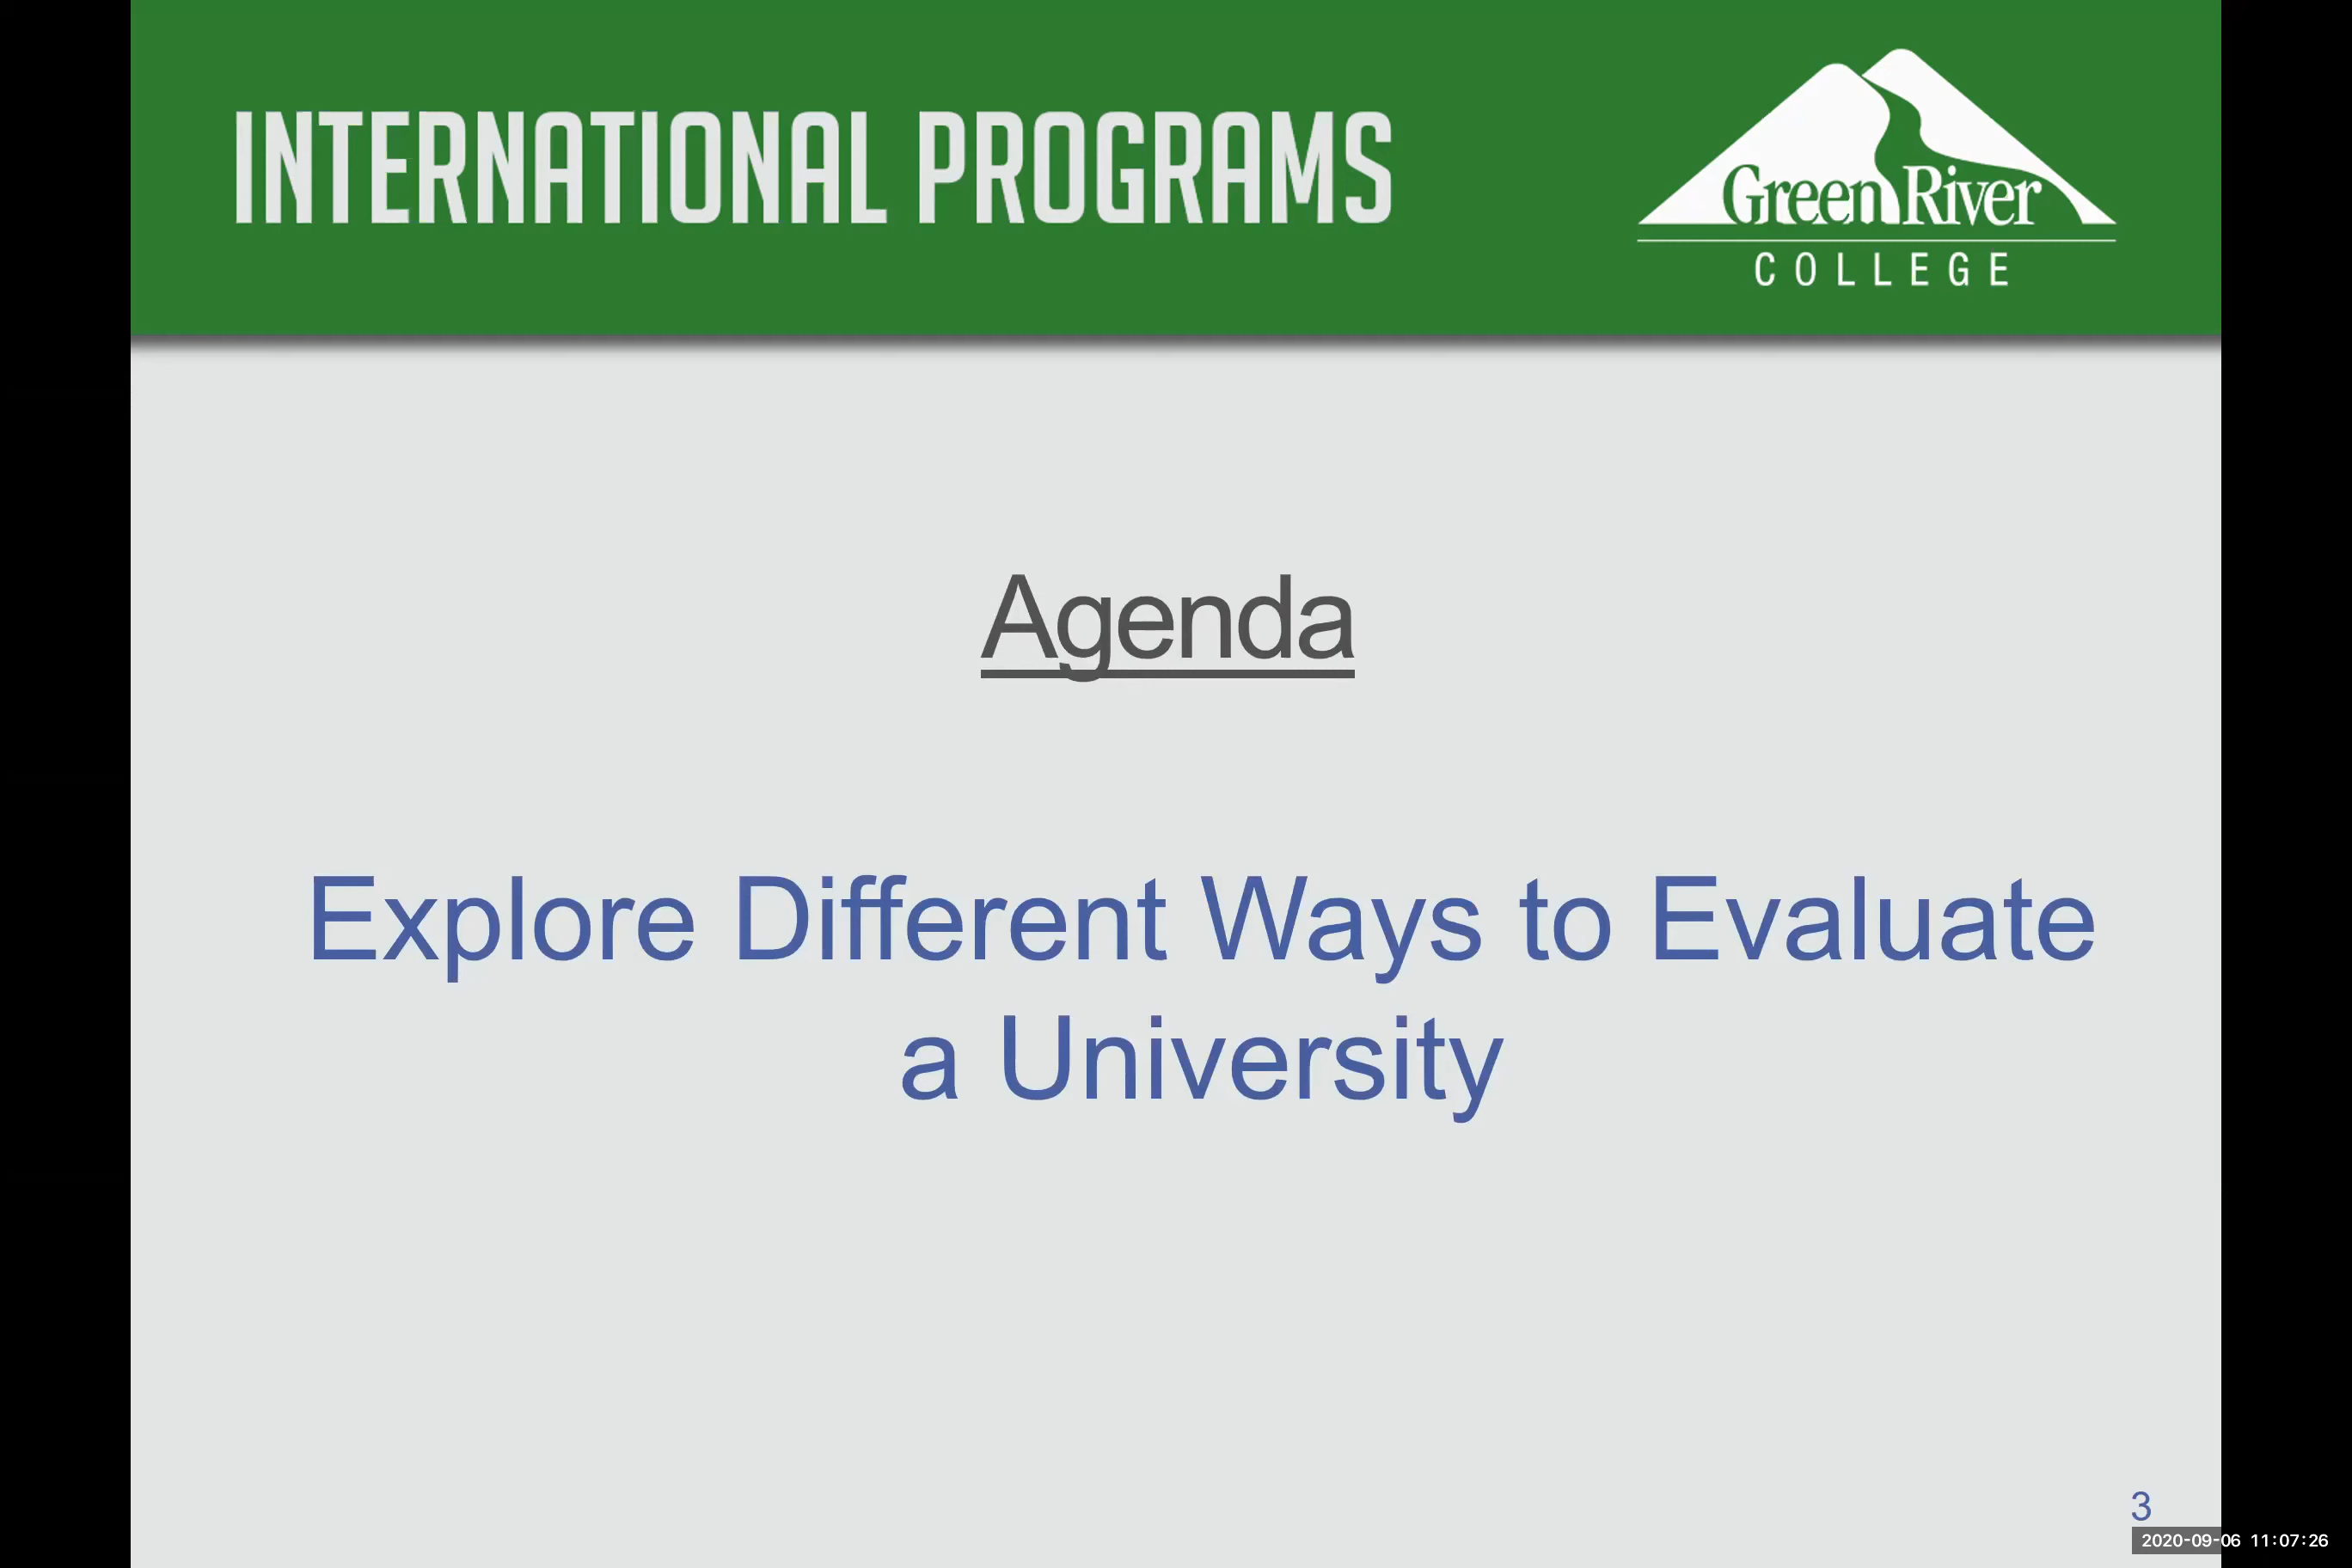 INTERNATIONAL PROGRAMS
Green River
COLLEGE
Agenda
Explore Different Ways to Evaluate
a University
3
2020-09-06 11:07:26